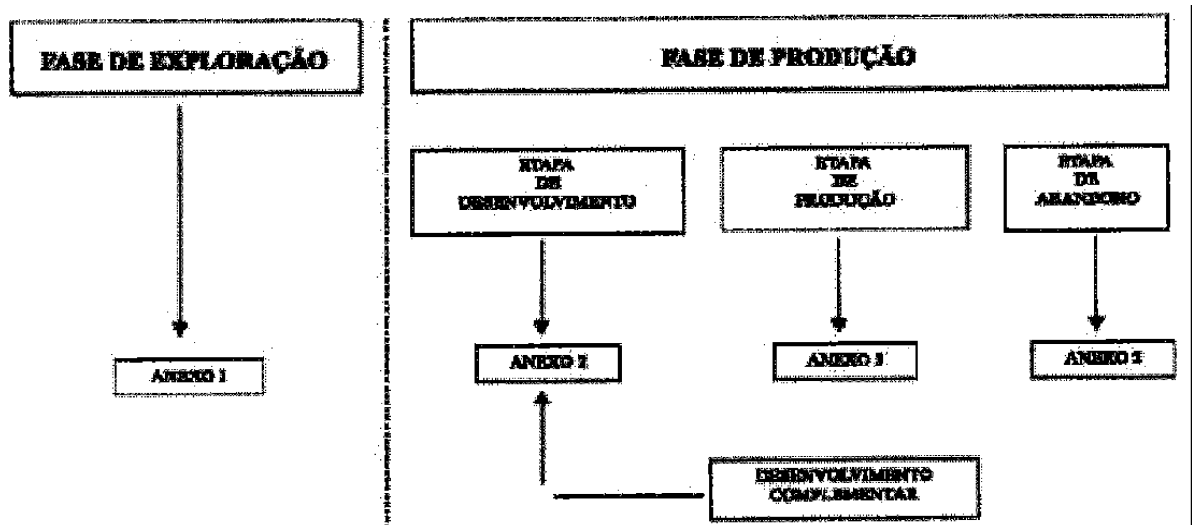 FASE DE EXPLORAÇÃO
FASE DE PRODUÇÃO
ETAPA
DE
DESENVOLVIMENTO
ETAPA
DE
PRODUÇÃO
ETAPA
DE
ABANDONO
ANEXO 1
ANEXO 2
ANEXO 3
ANEXO
DESENVOLVIMENTO
COMPLEMENTAR